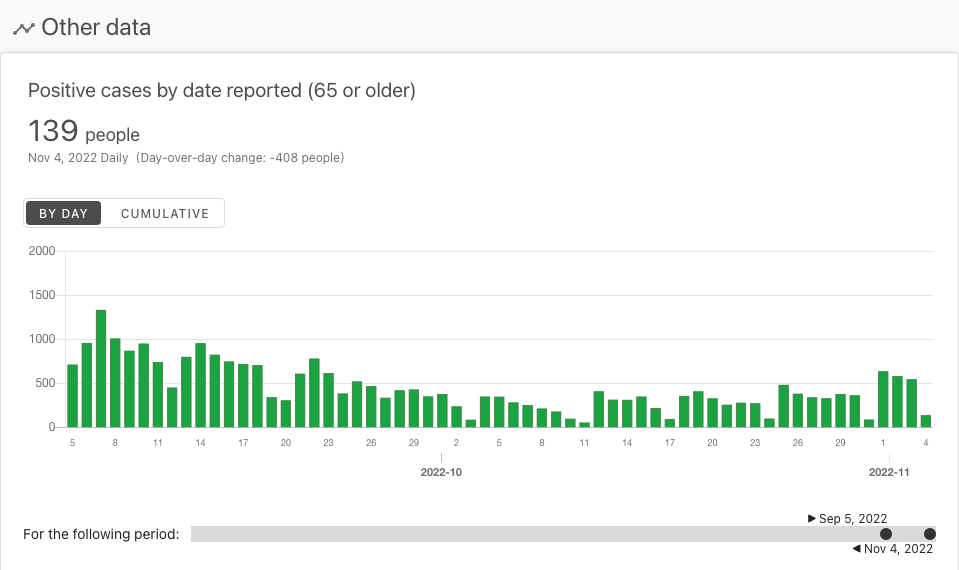 Other data
Positive cases by date reported (65 or older)
139 people
Nov 4, 2022 Daily (Day-over-day change: -408 people)
BY DAY CUMULATIVE
2000
1500
1000
500
0
5 8 11 14 17 20 23 26 29 2 5 8 11 14 17 20 23 26 29 1 4
2022-10 2022-11
▶ Sep 5, 2022
For the following period:
◀ Nov 4, 2022